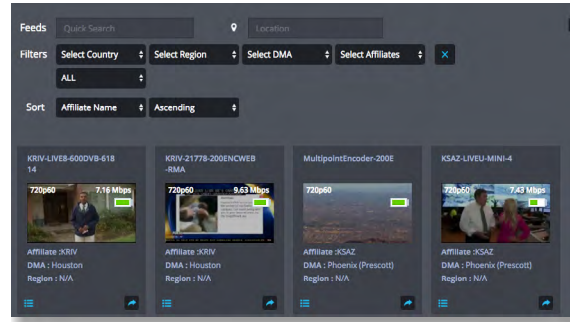 Feeds Quick Search Location
Filters Select Country Select Region Select DMA Select Affiliates ×
ALL
Sort Affiliate Name Ascending
KRIV-LIVE8-600DVB-618
14
720p60 7.16 Mbps
Affiliate :KRIV
DMA : Houston
Region : N/A
KRIV-21778-200ENCWEB
-RMA
720p60 9.63 Mbps
Affiliate :KRIV
DMA : Houston
Region : N/A
MultipointEncoder-200E
720p60
Affiliate :KSAZ
DMA : Phoenix (Prescott)
Region : N/A
KSAZ-LIVEU-MINI-4
720p60 7.43 Mbps
Affiliate :KSAZ
DMA : Phoenix (Prescott)
Region : N/A